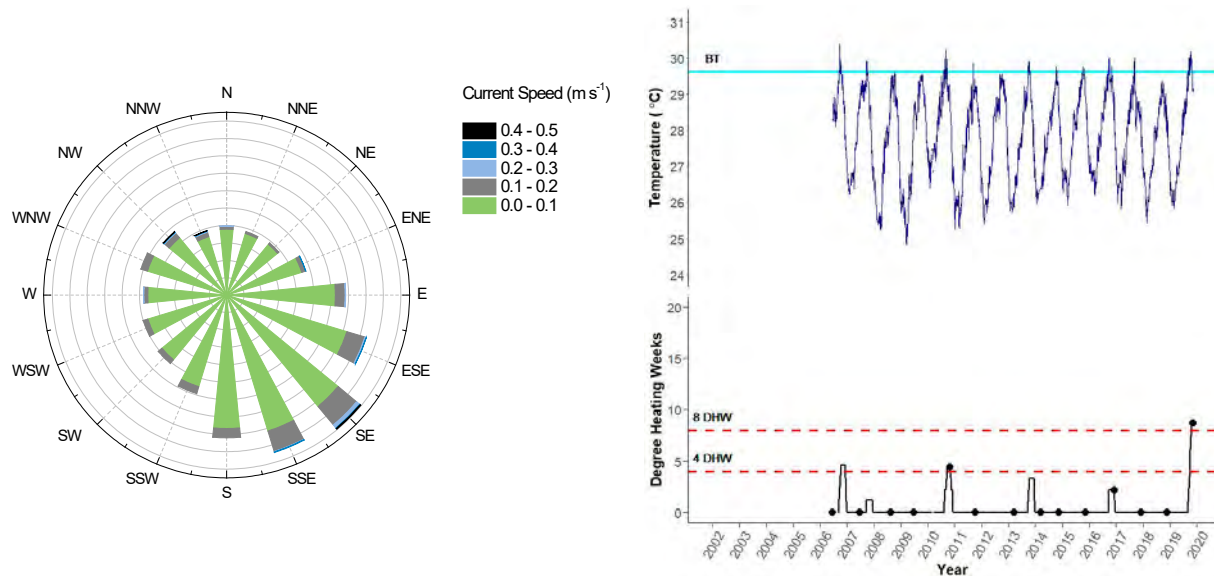 N
NNE
NE
ENE
E
ESE
SE
SSE
S
SSW
SW
WSW
W
WNW
NW
NNW
Current Speed (m s⁻¹)
0.4 - 0.5
0.3 - 0.4
0.2 - 0.3
0.1 - 0.2
0.0 - 0.1
Temperature ( °C)
31
30
29
28
27
26
25
24
BT
Degree Heating Weeks
20
15
10
5
0
8 DHW
4 DHW
2002 2003 2004 2005 2006 2007 2008 2009 2010 2011 2012 2013 2014 2015 2016 2017 2018 2019 2020
Year